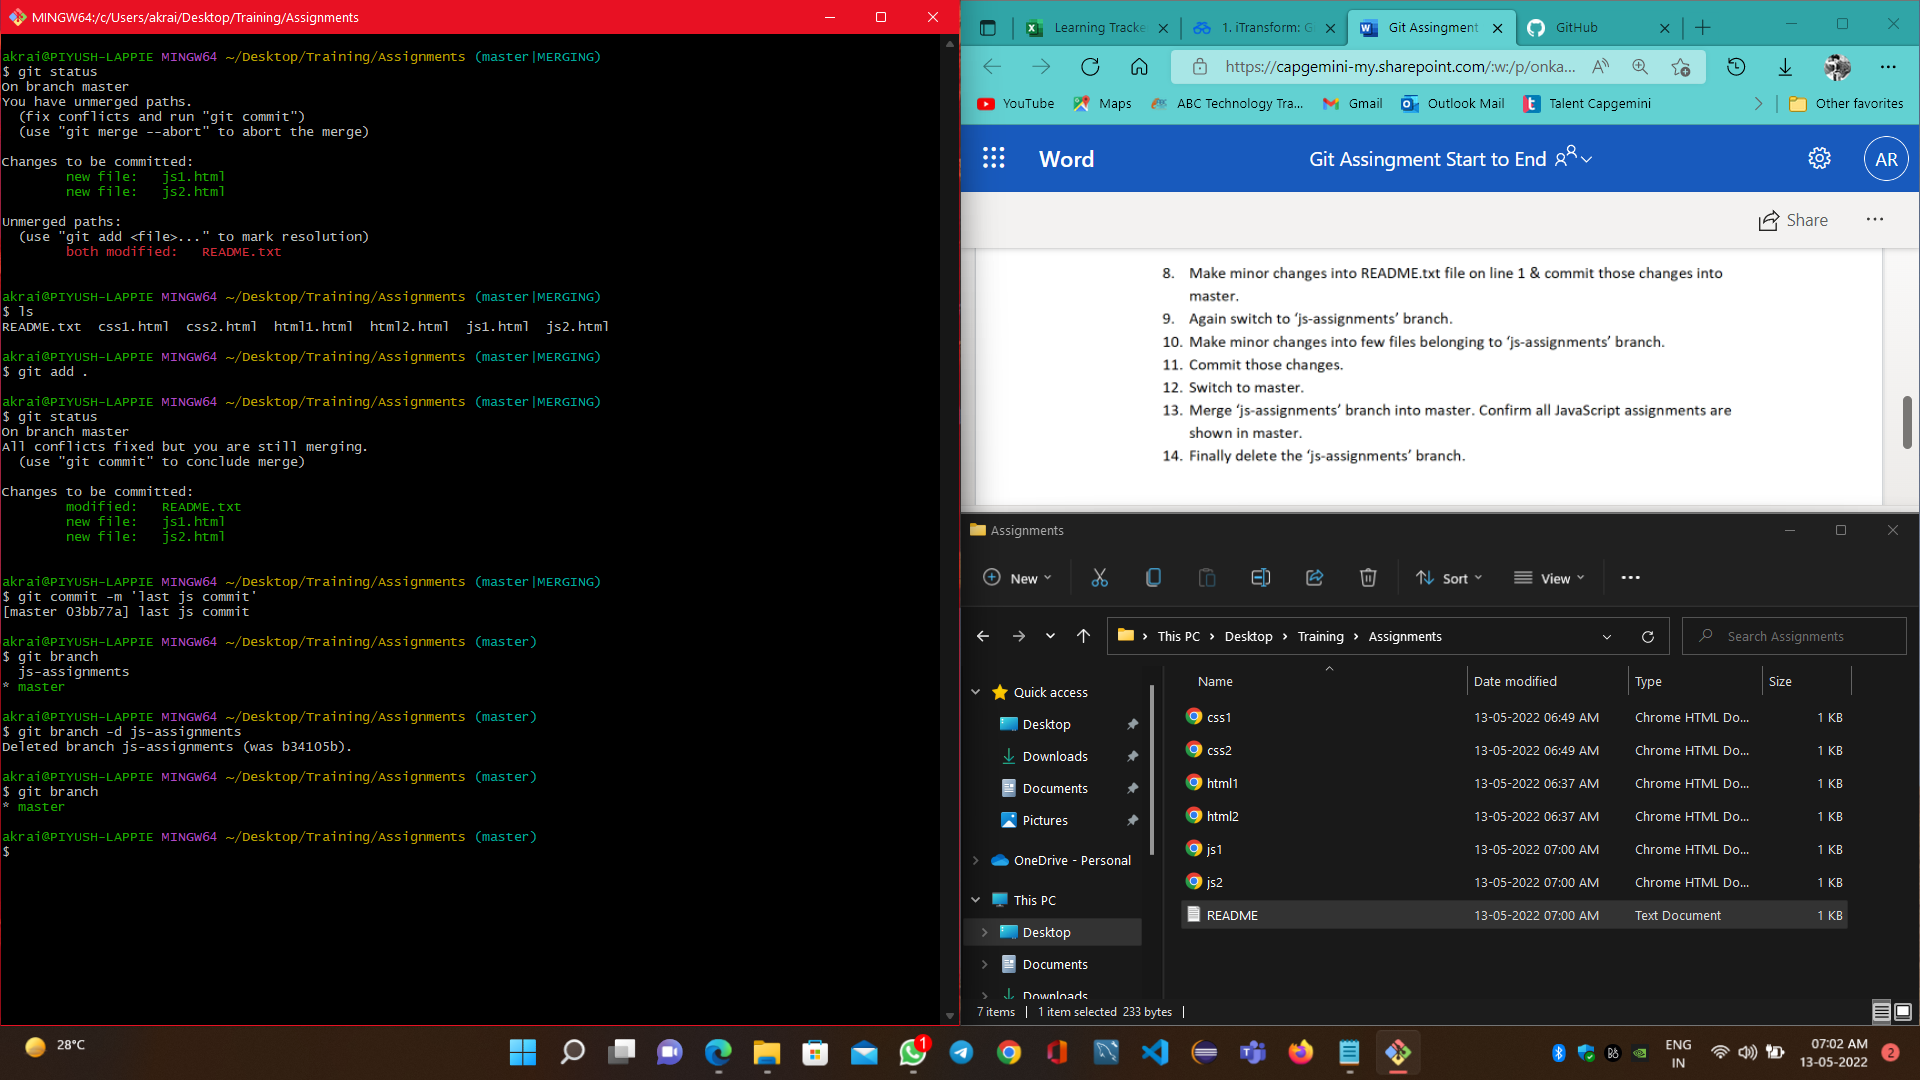 MINGW64:/c/Users/akrai/Desktop/Training/Assignments
akrai@PIYUSH-LAPPIE MINGW64 ~/Desktop/Training/Assignments (master|MERGING)
$ git status
On branch master
You have unmerged paths.
  (fix conflicts and run "git commit")
  (use "git merge --abort" to abort the merge)
Changes to be committed:
        new file:   js1.html
        new file:   js2.html
Unmerged paths:
  (use "git add <file>..." to mark resolution)
        both modified:   README.txt
akrai@PIYUSH-LAPPIE MINGW64 ~/Desktop/Training/Assignments (master|MERGING)
$ ls
README.txt  css1.html  css2.html  html1.html  html2.html  js1.html  js2.html
akrai@PIYUSH-LAPPIE MINGW64 ~/Desktop/Training/Assignments (master|MERGING)
$ git add .
akrai@PIYUSH-LAPPIE MINGW64 ~/Desktop/Training/Assignments (master|MERGING)
$ git status
On branch master
All conflicts fixed but you are still merging.
  (use "git commit" to conclude merge)
Changes to be committed:
        modified:   README.txt
        new file:   js1.html
        new file:   js2.html
akrai@PIYUSH-LAPPIE MINGW64 ~/Desktop/Training/Assignments (master|MERGING)
$ git commit -m 'last js commit'
[master 03bb77a] last js commit
akrai@PIYUSH-LAPPIE MINGW64 ~/Desktop/Training/Assignments (master)
$ git branch
  js-assignments
* master
akrai@PIYUSH-LAPPIE MINGW64 ~/Desktop/Training/Assignments (master)
$ git branch -d js-assignments
Deleted branch js-assignments (was b34105b).
akrai@PIYUSH-LAPPIE MINGW64 ~/Desktop/Training/Assignments (master)
$ git branch
* master
akrai@PIYUSH-LAPPIE MINGW64 ~/Desktop/Training/Assignments (master)
$
Learning Tracke
1. iTransform: G
Git Assingment
GitHub
https://capgemini-my.sharepoint.com/:w:/p/onka...
YouTube
Maps
ABC Technology Tra...
Gmail
Outlook Mail
Talent Capgemini
Other favorites
Word
Git Assingment Start to End
AR
Share
8. Make minor changes into README.txt file on line 1 & commit those changes into
master.
9. Again switch to ‘js-assignments’ branch.
10. Make minor changes into few files belonging to ‘js-assignments’ branch.
11. Commit those changes.
12. Switch to master.
13. Merge ‘js-assignments’ branch into master. Confirm all JavaScript assignments are
shown in master.
14. Finally delete the ‘js-assignments’ branch.
Assignments
New
Sort
View
This PC > Desktop > Training > Assignments
Search Assignments
Quick access
Desktop
Downloads
Documents
Pictures
OneDrive - Personal
This PC
Desktop
Documents
Downloads
Name Date modified Type Size
css1 13-05-2022 06:49 AM Chrome HTML Do... 1 KB
css2 13-05-2022 06:49 AM Chrome HTML Do... 1 KB
html1 13-05-2022 06:37 AM Chrome HTML Do... 1 KB
html2 13-05-2022 06:37 AM Chrome HTML Do... 1 KB
js1 13-05-2022 07:00 AM Chrome HTML Do... 1 KB
js2 13-05-2022 07:00 AM Chrome HTML Do... 1 KB
README 13-05-2022 07:00 AM Text Document 1 KB
7 items
1 item selected 233 bytes
28°C
1
ENG
IN
07:02 AM
13-05-2022
2